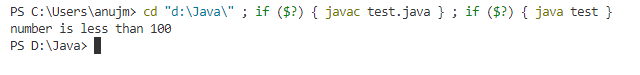 PS C:\Users\anujm> cd "d:\Java\" ; if ($?) { javac test.java } ; if ($?) { java test }
number is less than 100
PS D:\Java>